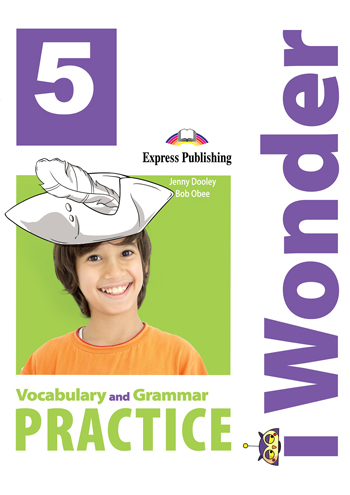 5
Express Publishing
Jenny Dooley
Bob Obee
i Wonder
Vocabulary and Grammar
PRACTICE